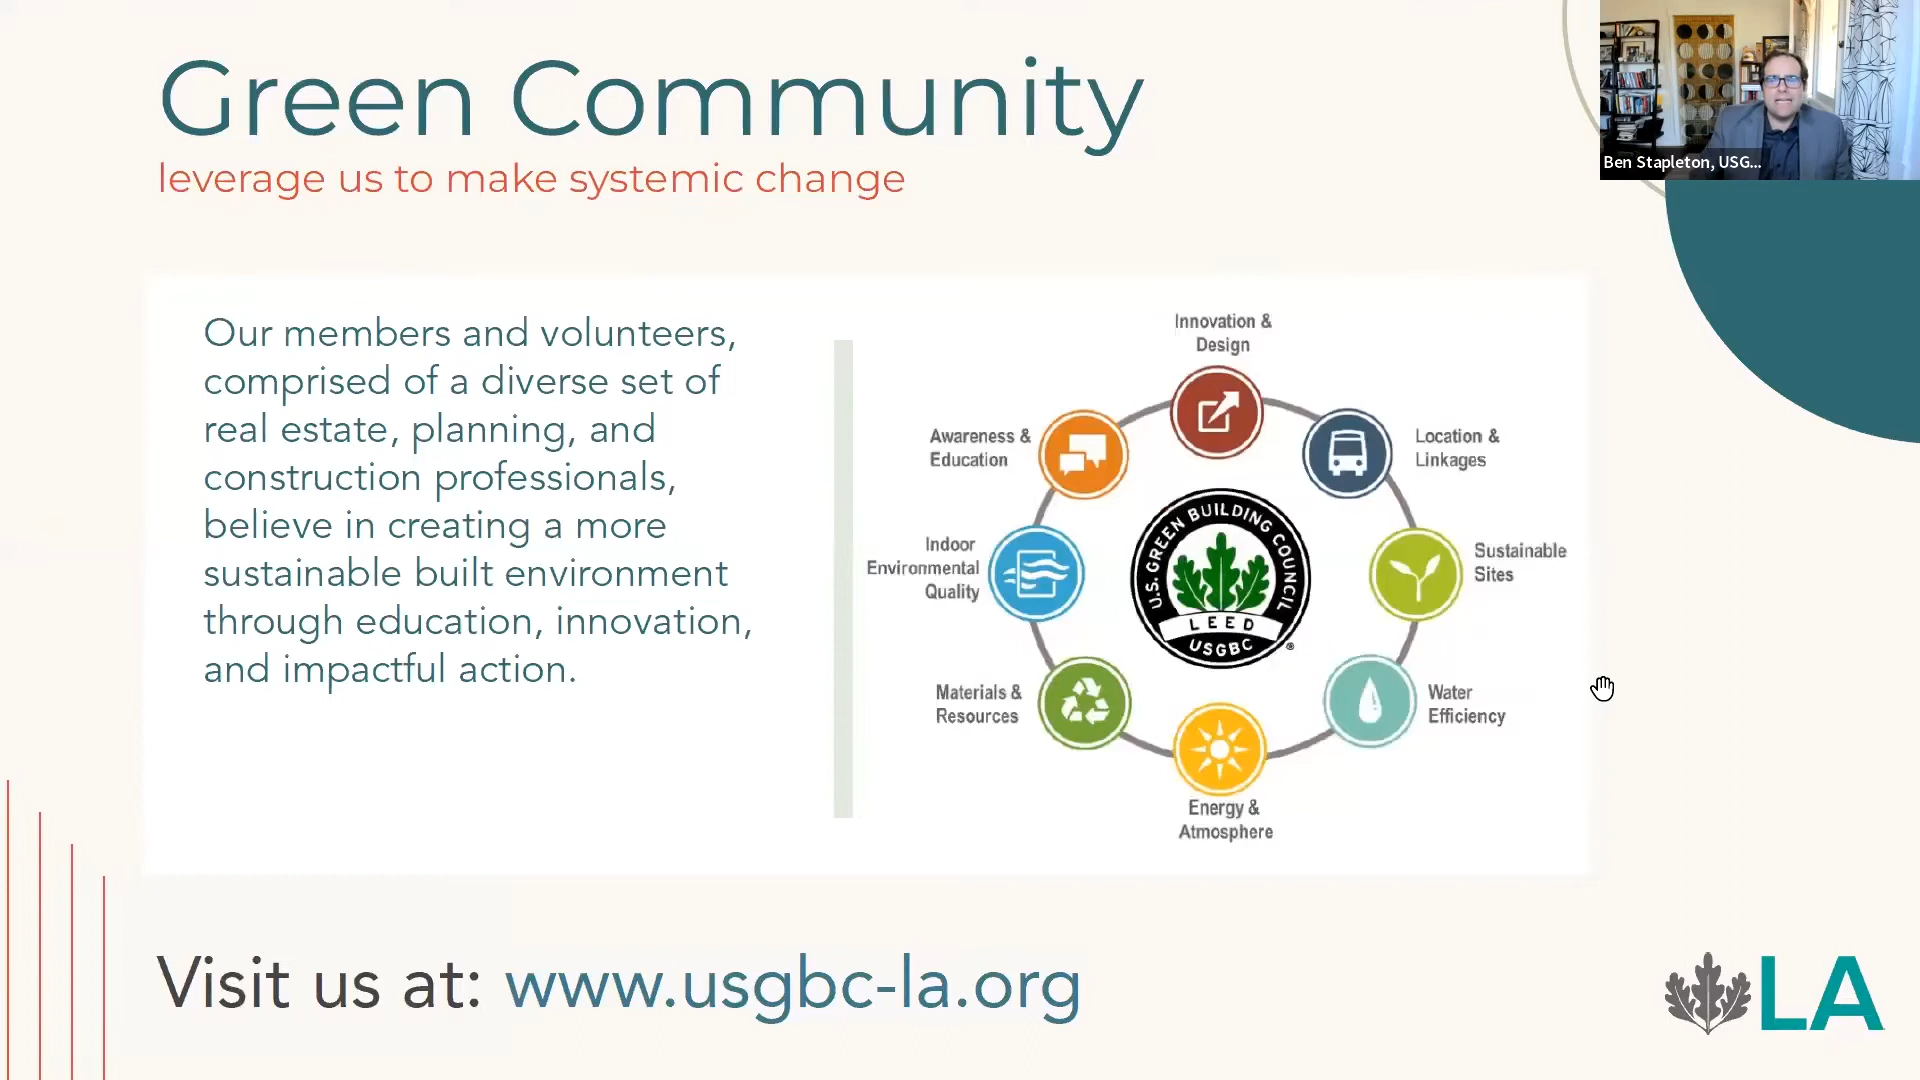 Green Community
leverage us to make systemic change
Ben Stapleton, USG...
Our members and volunteers,
comprised of a diverse set of
real estate, planning, and
construction professionals,
believe in creating a more
sustainable built environment
through education, innovation,
and impactful action.
Innovation &
Design
Location &
Linkages
Sustainable
Sites
Water
Efficiency
Energy &
Atmosphere
Materials &
Resources
Indoor
Environmental
Quality
Awareness &
Education
U.S. GREEN BUILDING COUNCIL
LEED
USGBC
®
Visit us at: www.usgbc-la.org
LA